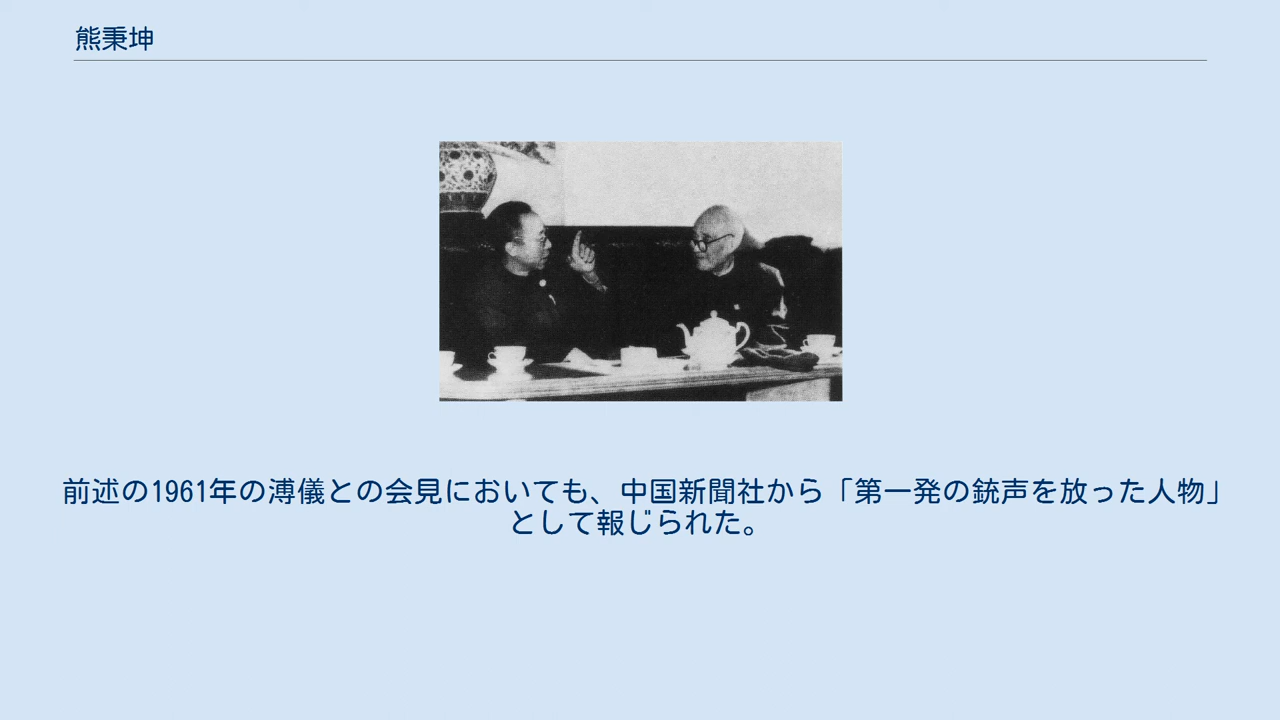 熊秉坤
前述の1961年の溥儀との会見においても、中国新聞社から「第一発の銃声を放った人物」
として報じられた。